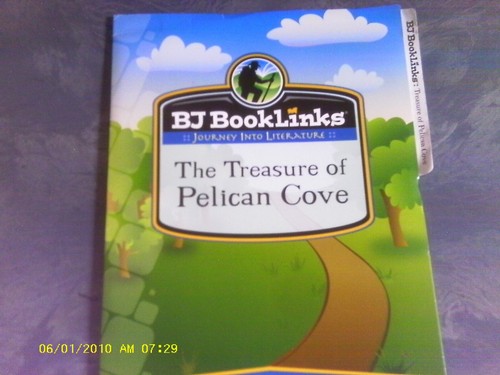 BJ BookLinks
:: Journey Into Literature ::
The Treasure of
Pelican Cove
BJ BookLinks: Treasure of Pelican Cove
06/01/2010 AM 07:29